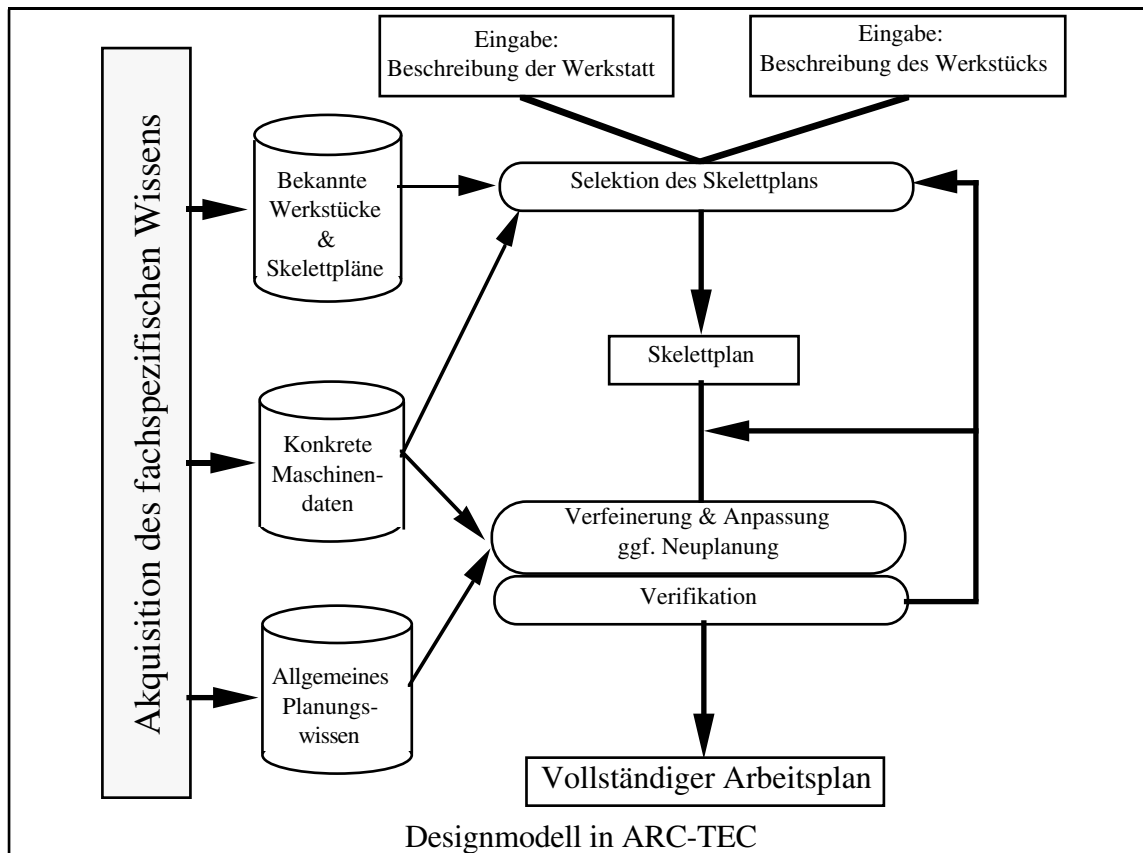 Eingabe:
Beschreibung der Werkstatt
Eingabe:
Beschreibung des Werkstücks
Akquisition des fachspezifischen Wissens
Bekannte
Werkstücke
&
Skelettpläne
Selektion des Skelettplans
Skelettplan
Konkrete
Maschinen-
daten
Verfeinerung & Anpassung
ggf. Neuplanung
Verifikation
Allgemeines
Planungs-
wissen
Vollständiger Arbeitsplan
Designmodell in ARC-TEC